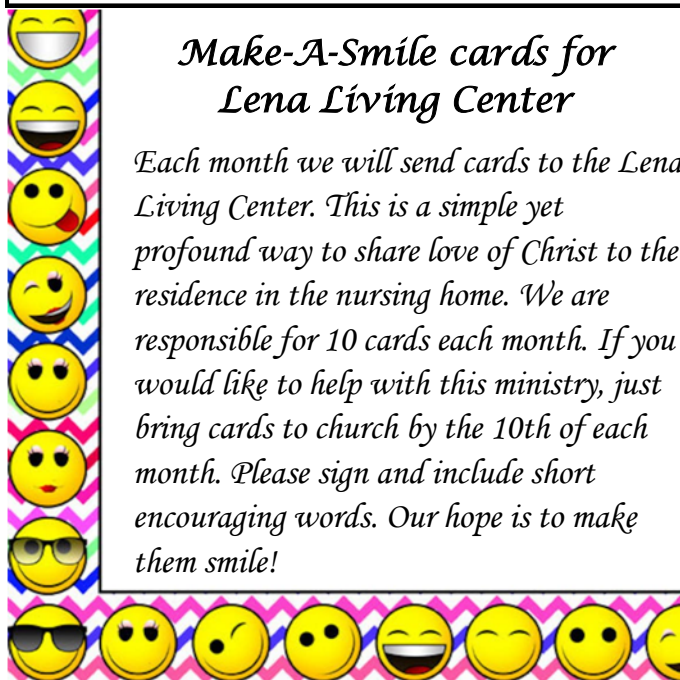 Make-A-Smile cards for
Lena Living Center
Each month we will send cards to the Lena
Living Center. This is a simple yet
profound way to share love of Christ to the
residence in the nursing home. We are
responsible for 10 cards each month. If you
would like to help with this ministry, just
bring cards to church by the 10th of each
month. Please sign and include short
encouraging words. Our hope is to make
them smile!